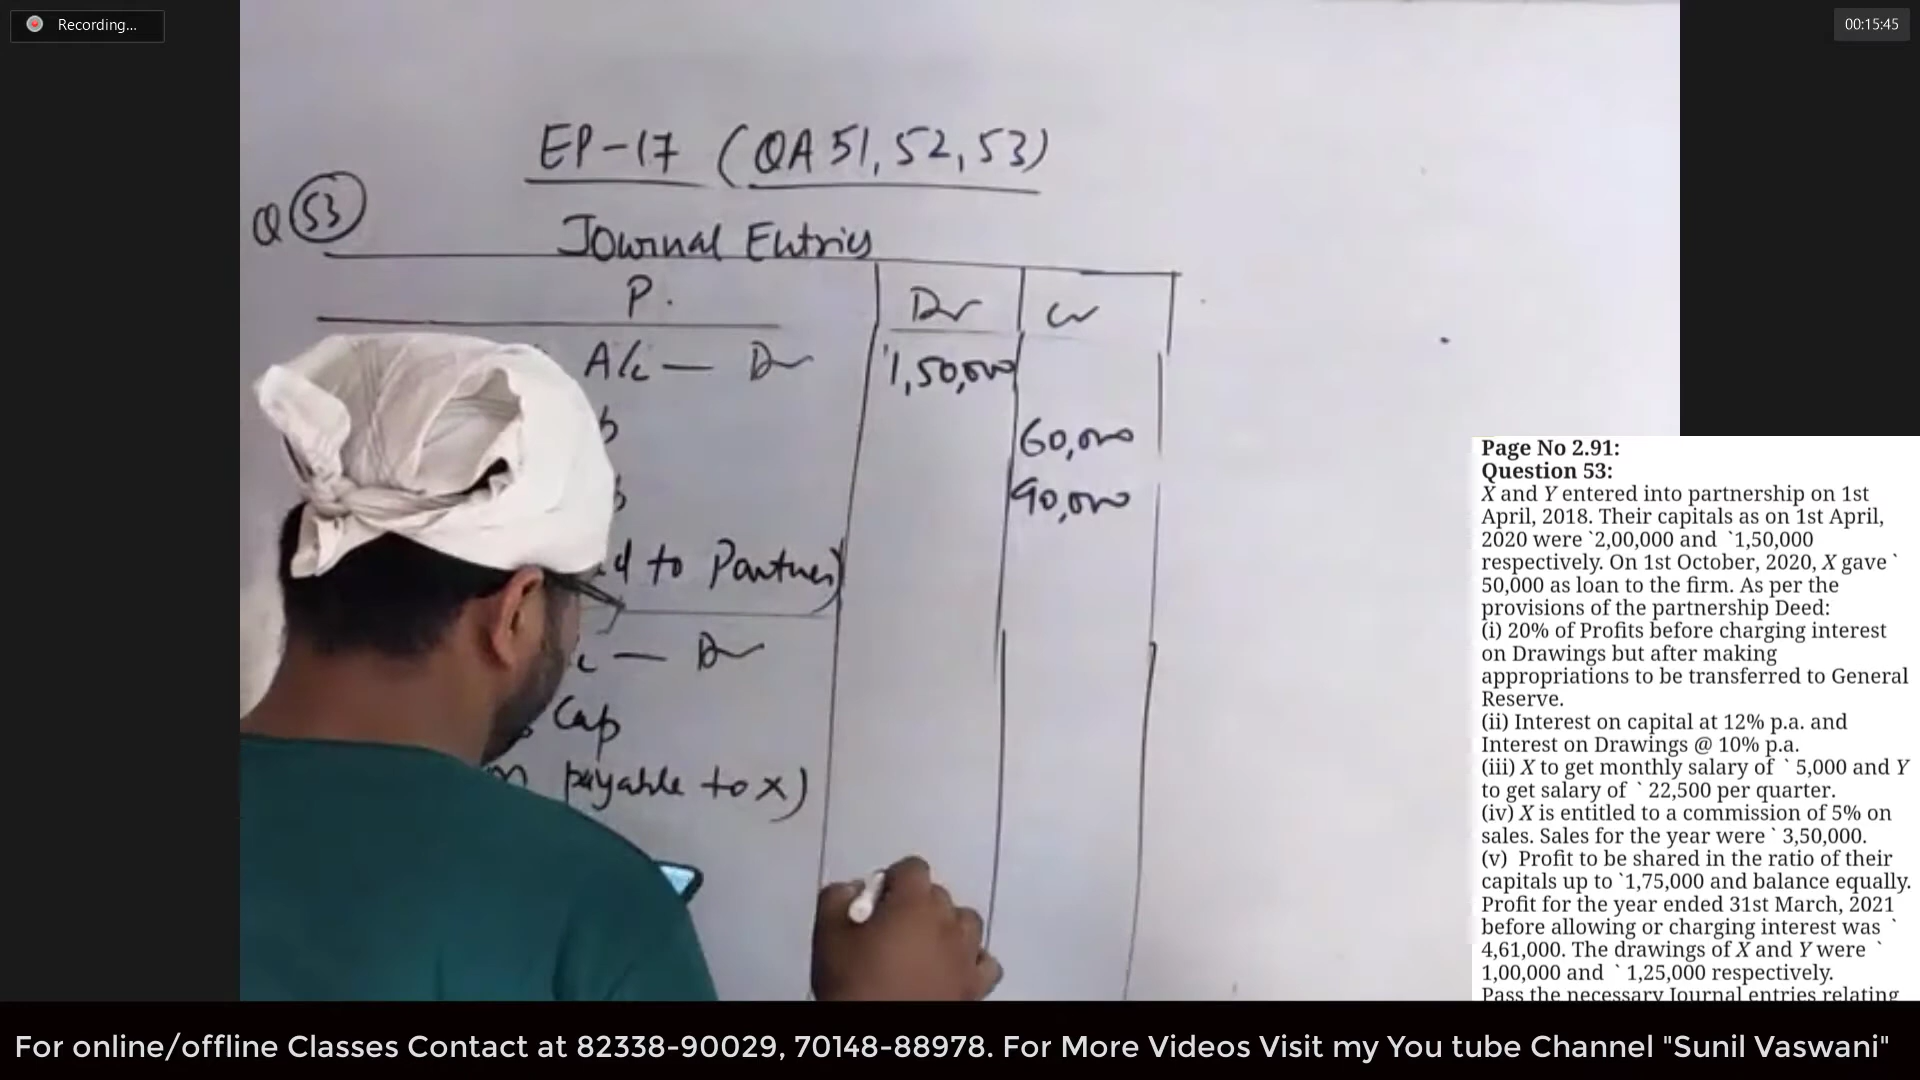 Recording...
00:15:45
EP-17 (QA 51, 52, 53)
Q 53
Journal Entries
P.
Dr
Cr
A/c — Dr
1,50,000
60,000
90,000
to Partner)
— Dr
Cap
payable to x)
Page No 2.91:
Question 53:
X and Y entered into partnership on 1st
April, 2018. Their capitals as on 1st April,
2020 were `2,00,000 and `1,50,000
respectively. On 1st October, 2020, X gave `
50,000 as loan to the firm. As per the
provisions of the partnership Deed:
(i) 20% of Profits before charging interest
on Drawings but after making
appropriations to be transferred to General
Reserve.
(ii) Interest on capital at 12% p.a. and
Interest on Drawings @ 10% p.a.
(iii) X to get monthly salary of ` 5,000 and Y
to get salary of ` 22,500 per quarter.
(iv) X is entitled to a commission of 5% on
sales. Sales for the year were ` 3,50,000.
(v) Profit to be shared in the ratio of their
capitals up to `1,75,000 and balance equally.
Profit for the year ended 31st March, 2021
before allowing or charging interest was `
4,61,000. The drawings of X and Y were `
1,00,000 and ` 1,25,000 respectively.
Pass the necessary Journal entries relating
For online/offline Classes Contact at 82338-90029, 70148-88978. For More Videos Visit my You tube Channel "Sunil Vaswani"